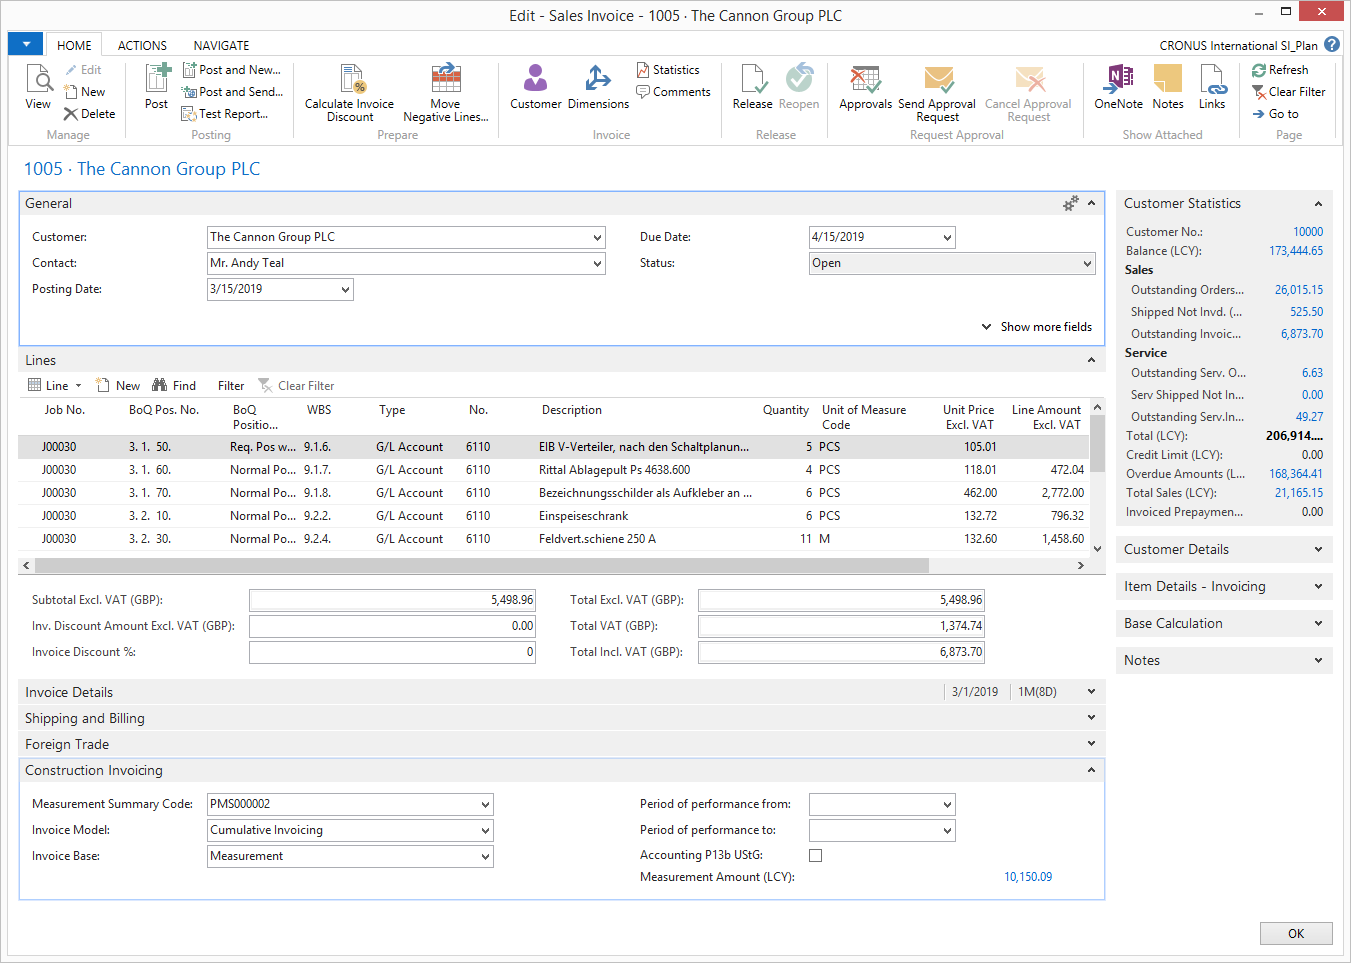 Edit - Sales Invoice - 1005 · The Cannon Group PLC
HOME ACTIONS NAVIGATE CRONUS International SI_Plan ?
View
Edit
New
Delete
Manage
Post
Post and New...
Post and Send...
Test Report...
Posting
Calculate Invoice Discount
Move Negative Lines...
Prepare
Customer
Dimensions
Statistics
Comments
Invoice
Release
Reopen
Release
Approvals
Send Approval Request
Cancel Approval Request
Request Approval
OneNote
Notes
Links
Show Attached
Refresh
Clear Filter
Go to
Page
1005 · The Cannon Group PLC
General
Customer: The Cannon Group PLC
Contact: Mr. Andy Teal
Posting Date: 3/15/2019
Due Date: 4/15/2019
Status: Open
Show more fields
Lines
Line New Find Filter Clear Filter
Job No. BoQ Pos. No. BoQ Positio... WBS Type No. Description Quantity Unit of Measure Code Unit Price Excl. VAT Line Amount Excl. VAT
J00030 3. 1. 50. Req. Pos w... 9.1.6. G/L Account 6110 EIB V-Verteiler, nach den Schaltplanun... 5 PCS 105.01
J00030 3. 1. 60. Normal Po... 9.1.7. G/L Account 6110 Rittal Ablagepult Ps 4638.600 4 PCS 118.01 472.04
J00030 3. 1. 70. Normal Po... 9.1.8. G/L Account 6110 Bezeichnungsschilder als Aufkleber an ... 6 PCS 462.00 2,772.00
J00030 3. 2. 10. Normal Po... 9.2.2. G/L Account 6110 Einspeiseschrank 6 PCS 132.72 796.32
J00030 3. 2. 30. Normal Po... 9.2.4. G/L Account 6110 Feldvert.schiene 250 A 11 M 132.60 1,458.60
Subtotal Excl. VAT (GBP): 5,498.96
Inv. Discount Amount Excl. VAT (GBP): 0.00
Invoice Discount %: 0
Total Excl. VAT (GBP): 5,498.96
Total VAT (GBP): 1,374.74
Total Incl. VAT (GBP): 6,873.70
Invoice Details 3/1/2019 1M(8D)
Shipping and Billing
Foreign Trade
Construction Invoicing
Measurement Summary Code: PMS000002
Invoice Model: Cumulative Invoicing
Invoice Base: Measurement
Period of performance from:
Period of performance to:
Accounting P13b UStG:
Measurement Amount (LCY): 10,150.09
Customer Statistics
Customer No.: 10000
Balance (LCY): 173,444.65
Sales
Outstanding Orders... 26,015.15
Shipped Not Invd. (... 525.50
Outstanding Invoic... 6,873.70
Service
Outstanding Serv. O... 6.63
Serv Shipped Not In... 0.00
Outstanding Serv.In... 49.27
Total (LCY): 206,914....
Credit Limit (LCY): 0.00
Overdue Amounts (L... 168,364.41
Total Sales (LCY): 21,165.15
Invoiced Prepaymen... 0.00
Customer Details
Item Details - Invoicing
Base Calculation
Notes
OK